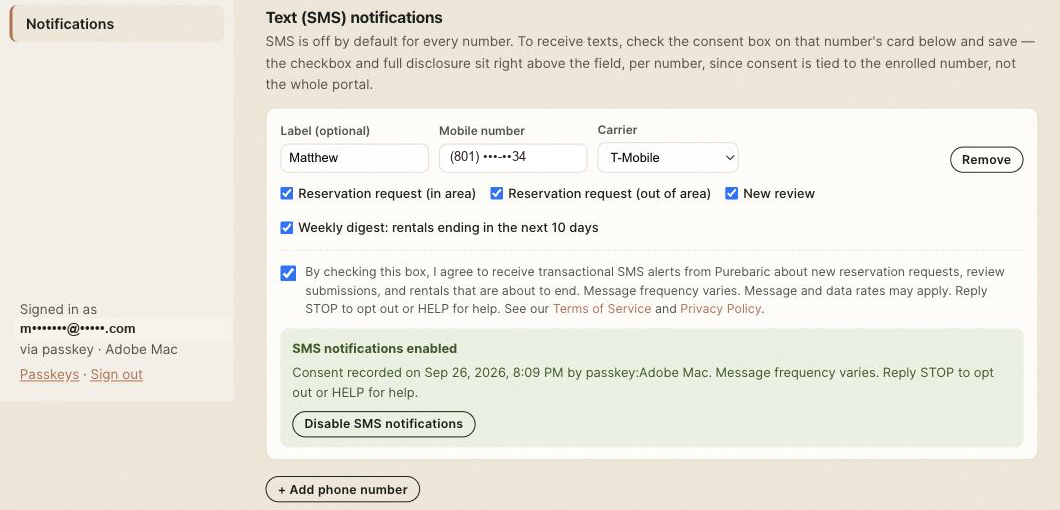 Notifications
Text (SMS) notifications
SMS is off by default for every number. To receive texts, check the consent box on that number's card below and save —
the checkbox and full disclosure sit right above the field, per number, since consent is tied to the enrolled number, not
the whole portal.
Label (optional)
Mobile number
Carrier
Matthew
(801) •••-••34
T-Mobile
Remove
Reservation request (in area)
Reservation request (out of area)
New review
Weekly digest: rentals ending in the next 10 days
By checking this box, I agree to receive transactional SMS alerts from Purebaric about new reservation requests, review
submissions, and rentals that are about to end. Message frequency varies. Message and data rates may apply. Reply
STOP to opt out or HELP for help. See our Terms of Service and Privacy Policy.
SMS notifications enabled
Consent recorded on Sep 26, 2026, 8:09 PM by passkey:Adobe Mac. Message frequency varies. Reply STOP to opt
out or HELP for help.
Disable SMS notifications
+ Add phone number
Signed in as
m•••••••@•••••.com
via passkey · Adobe Mac
Passkeys · Sign out